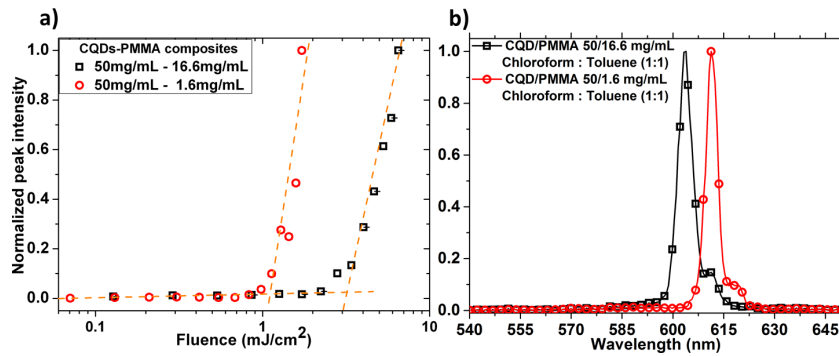 a)
CQDs-PMMA composites
50mg/mL - 16.6mg/mL
50mg/mL - 1.6mg/mL
Normalized peak intensity
1.0
0.8
0.6
0.4
0.2
0.0
0.1 1 10
Fluence (mJ/cm²)
b)
CQD/PMMA 50/16.6 mg/mL
Chloroform : Toluene (1:1)
CQD/PMMA 50/1.6 mg/mL
Chloroform : Toluene (1:1)
1.0
0.8
0.6
0.4
0.2
0.0
540 555 570 585 600 615 630 645
Wavelength (nm)